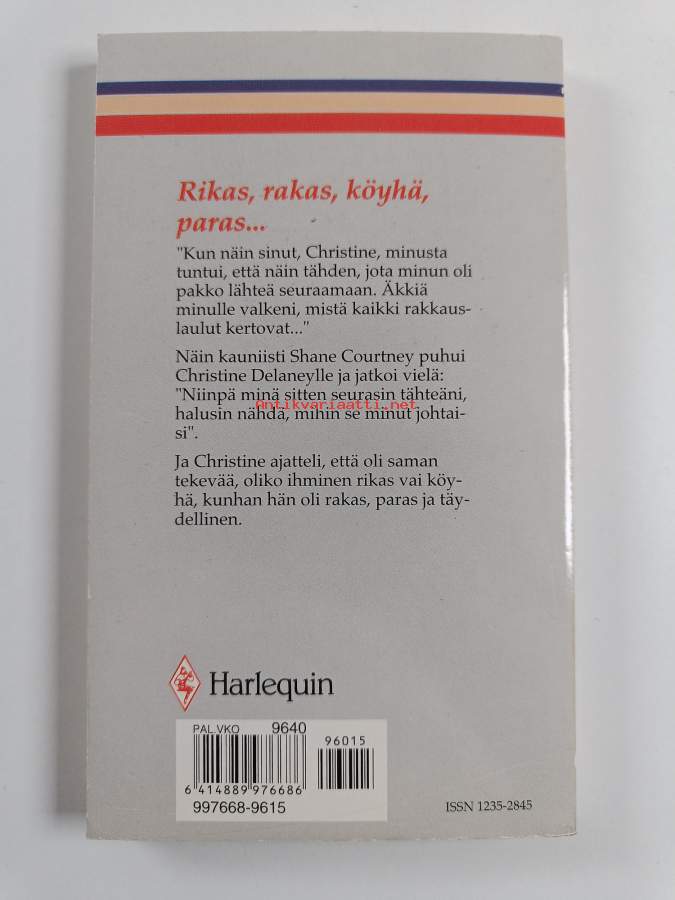 Rikas, rakas, köyhä,
paras...
"Kun näin sinut, Christine, minusta
tuntui, että näin tähden, jota minun oli
pakko lähteä seuraamaan. Äkkiä
minulle valkeni, mistä kaikki rakkaus-
laulut kertovat..."
Näin kauniisti Shane Courtney puhui
Christine Delaneylle ja jatkoi vielä:
"Niinpä minä sitten seurasin tähteäni,
Antikvariaatti.net
halusin nähdä, mihin se minut johtai-
si".
Ja Christine ajatteli, että oli saman
tekevää, oliko ihminen rikas vai köy-
hä, kunhan hän oli rakas, paras ja täy-
dellinen.
Harlequin
PAL.VKO 9640
96015
6 414889 976686
997668-9615
ISSN 1235-2845